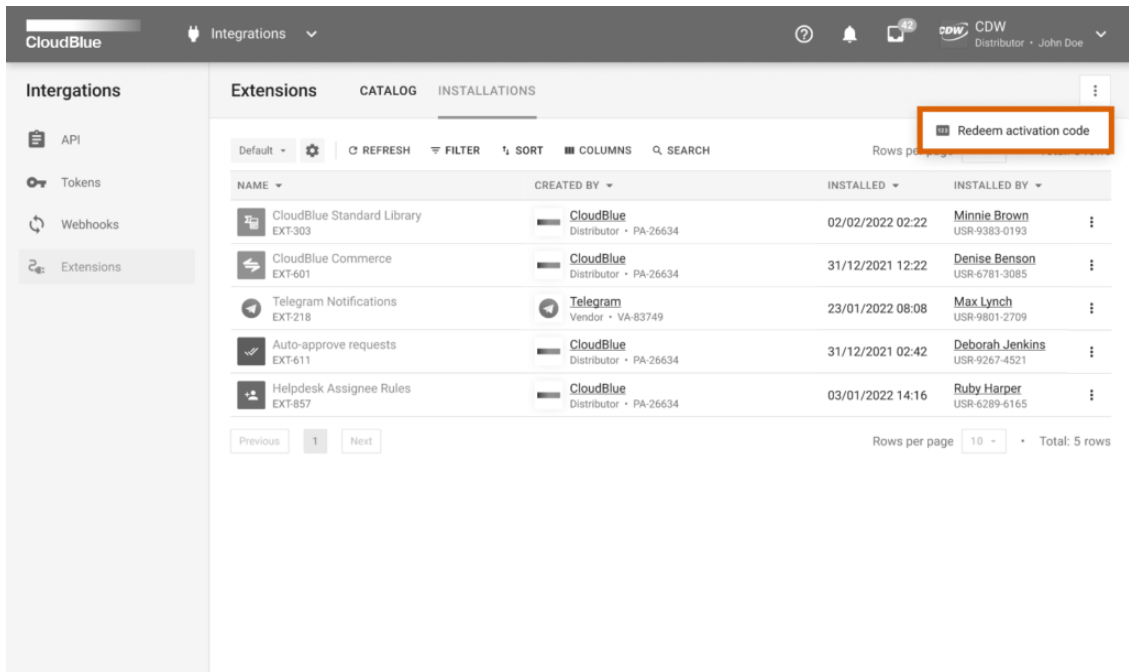 CloudBlue
Integrations
42
CDW
CDW
Distributor • John Doe
Intergations
API
Tokens
Webhooks
Extensions
Extensions CATALOG INSTALLATIONS
123 Redeem activation code
Default REFRESH FILTER SORT COLUMNS SEARCH Rows per page
NAME CREATED BY INSTALLED INSTALLED BY
CloudBlue Standard Library CloudBlue 02/02/2022 02:22 Minnie Brown
EXT-303 Distributor • PA-26634 USR-9383-0193
CloudBlue Commerce CloudBlue 31/12/2021 12:22 Denise Benson
EXT-601 Distributor • PA-26634 USR-6781-3085
Telegram Notifications Telegram 23/01/2022 08:08 Max Lynch
EXT-218 Vendor • VA-83749 USR-9801-2709
Auto-approve requests CloudBlue 31/12/2021 02:42 Deborah Jenkins
EXT-611 Distributor • PA-26634 USR-9267-4521
Helpdesk Assignee Rules CloudBlue 03/01/2022 14:16 Ruby Harper
EXT-857 Distributor • PA-26634 USR-6289-6165
Previous 1 Next Rows per page 10 • Total: 5 rows